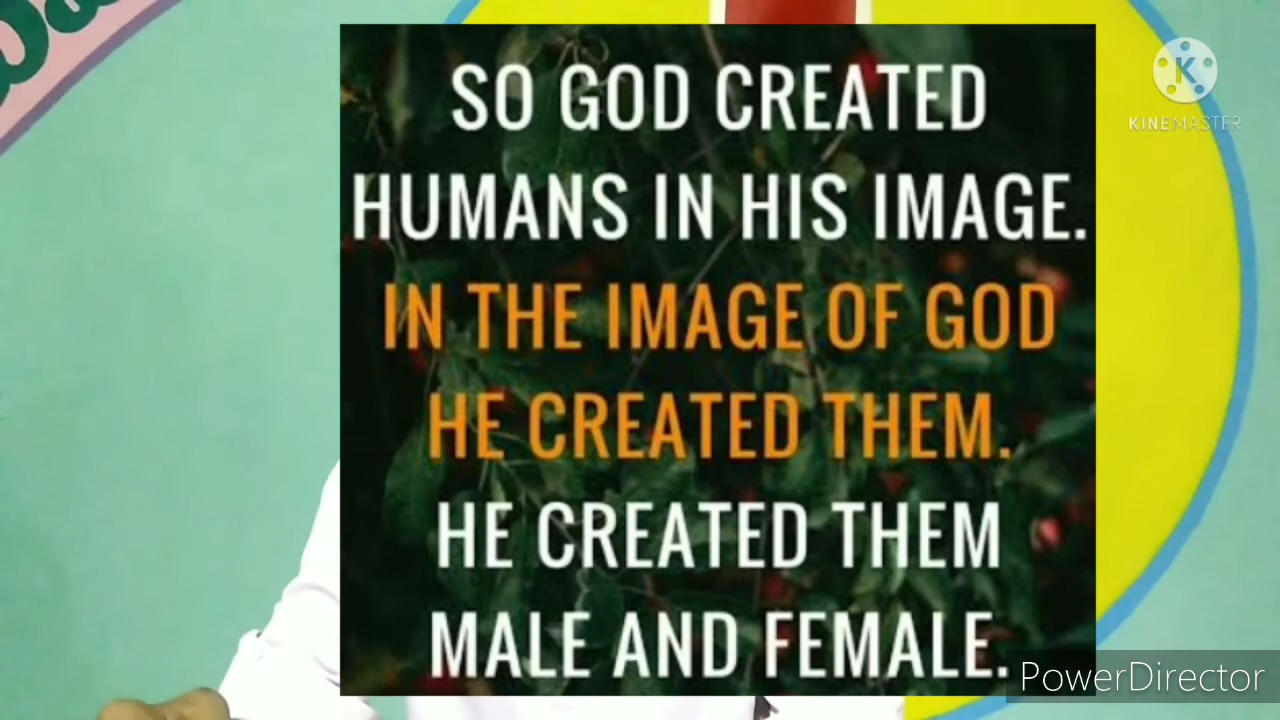 SO GOD CREATED
HUMANS IN HIS IMAGE.
IN THE IMAGE OF GOD
HE CREATED THEM.
HE CREATED THEM
MALE AND FEMALE.
KINEMASTER
PowerDirector